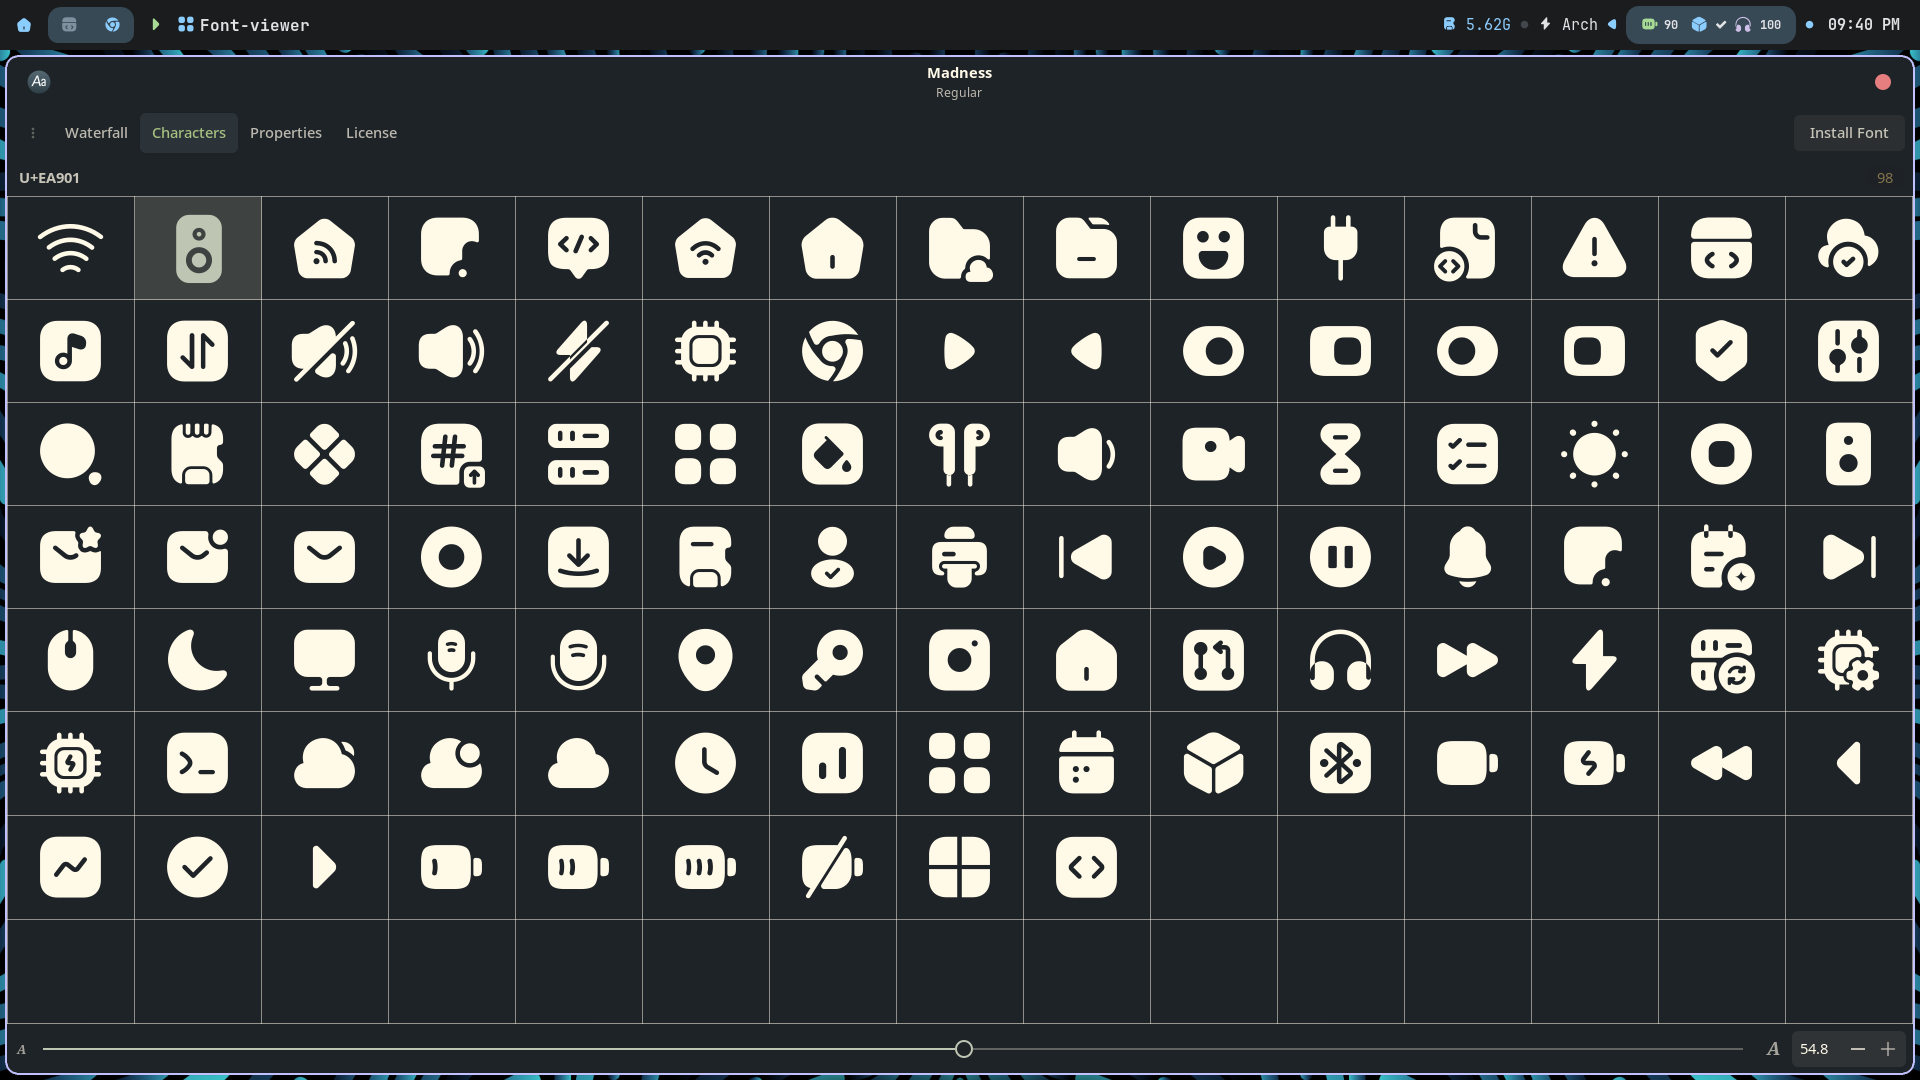 Font-viewer
5.62G
Arch
90
100
09:40 PM
Aa
Madness
Regular
Waterfall
Characters
Properties
License
Install Font
U+EA901
98
A
A
54.8